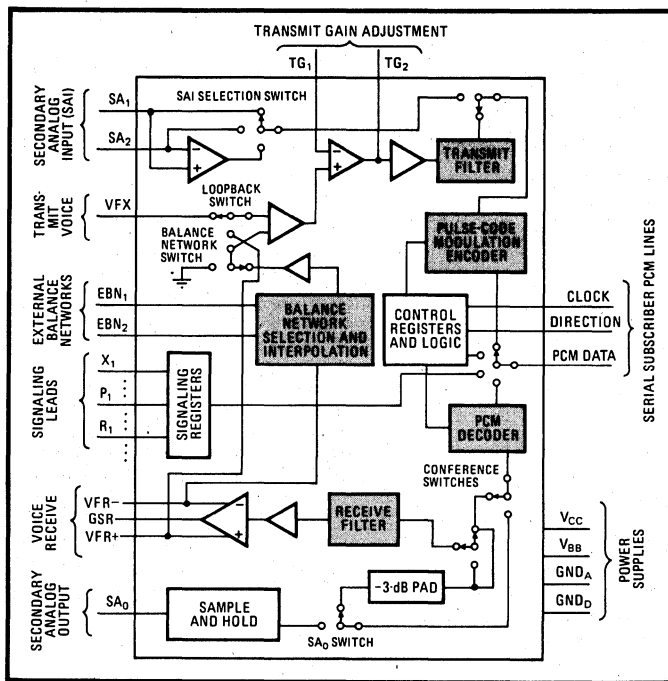 TRANSMIT GAIN ADJUSTMENT
TG1
TG2
SECONDARY
ANALOG
INPUT (SAI)
SA1
SA2
SAI SELECTION SWITCH
−
+
−
+
TRANSMIT
FILTER
TRANS-
MIT
VOICE
VFX
LOOPBACK
SWITCH
BALANCE
NETWORK
SWITCH
PULSE-CODE
MODULATION
ENCODER
EXTERNAL
BALANCE
NETWORKS
EBN1
EBN2
BALANCE
NETWORK
SELECTION AND
INTERPOLATION
CONTROL
REGISTERS
AND LOGIC
CLOCK
DIRECTION
PCM DATA
SERIAL SUBSCRIBER PCM LINES
SIGNALING
LEADS
X1
P1
R1
SIGNALING
REGISTERS
PCM
DECODER
CONFERENCE
SWITCHES
VOICE
RECEIVE
VFR−
GSR
VFR+
−
+
RECEIVE
FILTER
VCC
VBB
GNDA
GNDD
POWER
SUPPLIES
SECONDARY
ANALOG
OUTPUT
SA0
SAMPLE
AND HOLD
−3-dB PAD
SA0 SWITCH